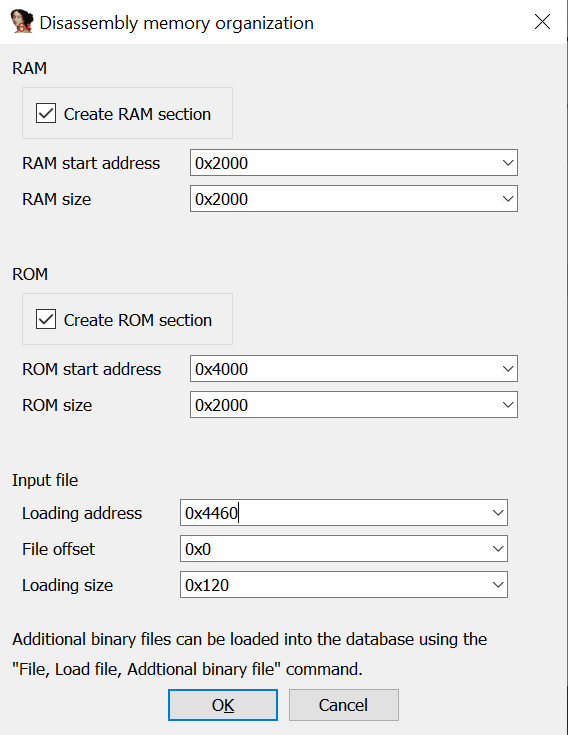 Disassembly memory organization
RAM
Create RAM section
RAM start address 0x2000
RAM size 0x2000
ROM
Create ROM section
ROM start address 0x4000
ROM size 0x2000
Input file
Loading address 0x4460
File offset 0x0
Loading size 0x120
Additional binary files can be loaded into the database using the
"File, Load file, Addtional binary file" command.
OK Cancel